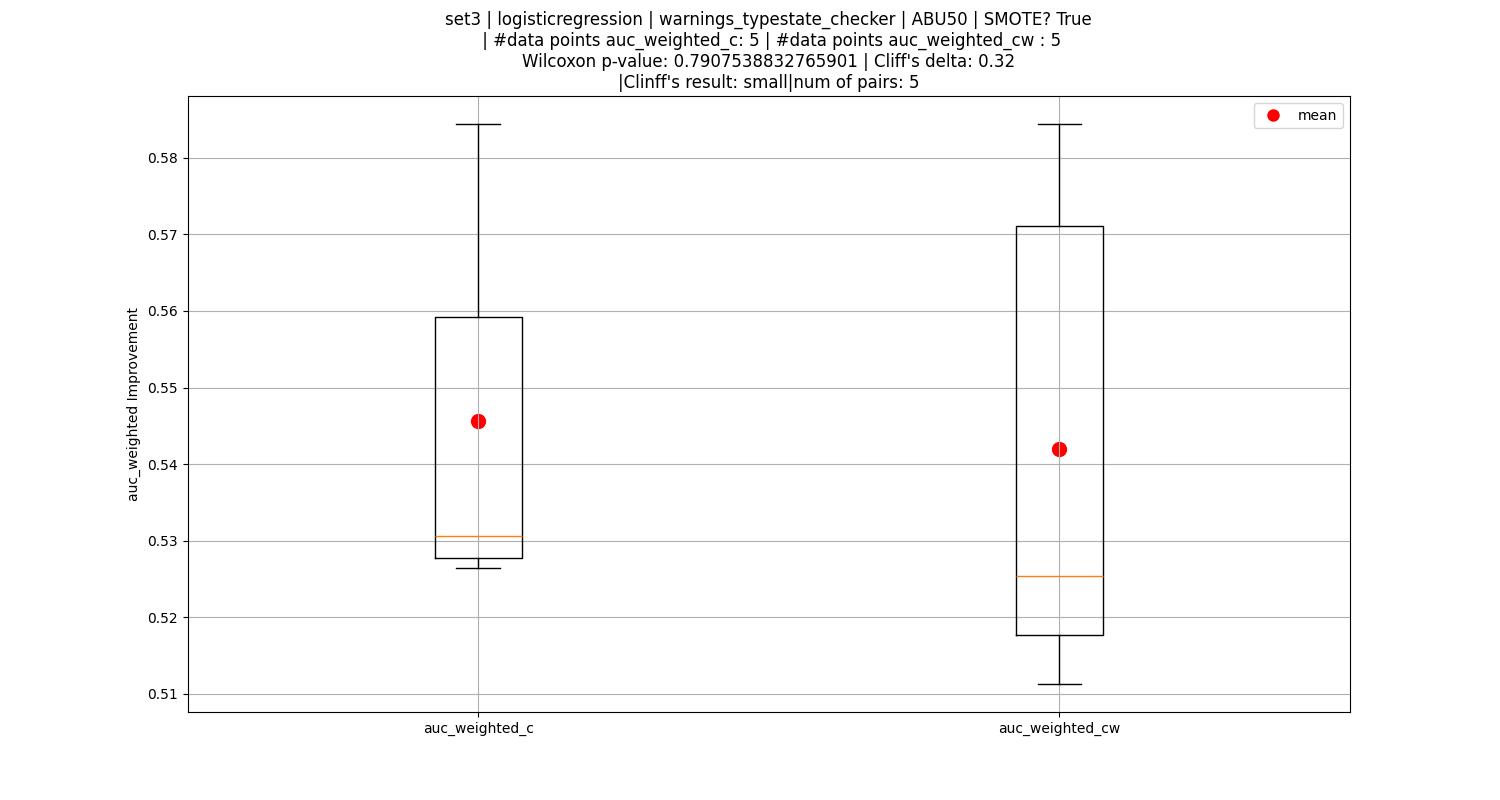 set3 | logisticregression | warnings_typestate_checker | ABU50 | SMOTE? True
| #data points auc_weighted_c: 5 | #data points auc_weighted_cw : 5
Wilcoxon p-value: 0.7907538832765901 | Cliff's delta: 0.32
|Clinff's result: small|num of pairs: 5
mean
auc_weighted Improvement
0.58
0.57
0.56
0.55
0.54
0.53
0.52
0.51
auc_weighted_c
auc_weighted_cw